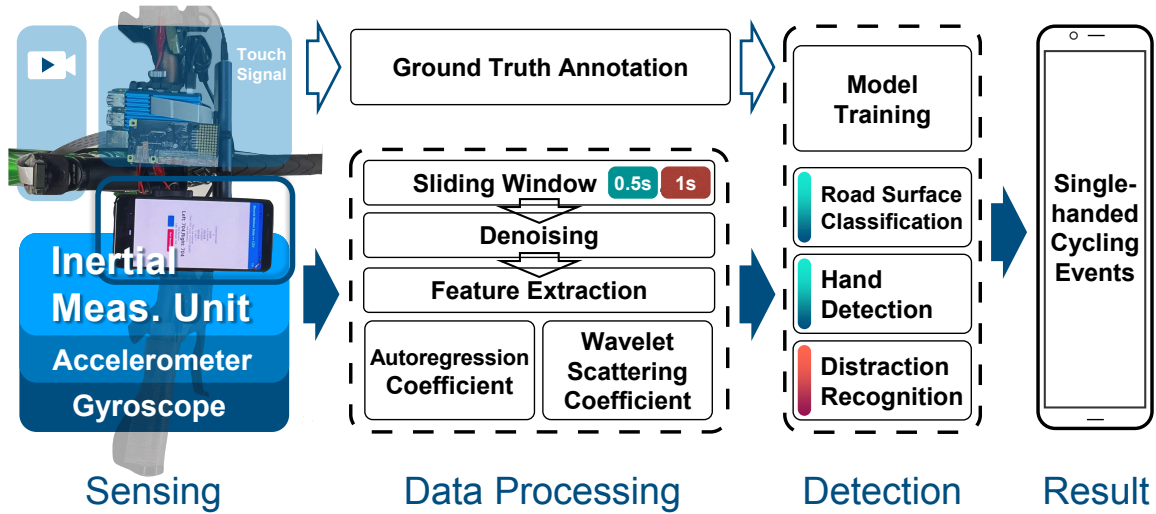 Touch
Signal
Inertial
Meas. Unit
Accelerometer
Gyroscope
Sensing
Ground Truth Annotation
Sliding Window 0.5s 1s
Denoising
Feature Extraction
Autoregression
Coefficient
Wavelet
Scattering
Coefficient
Data Processing
Model
Training
Road Surface
Classification
Hand
Detection
Distraction
Recognition
Detection
Single-
handed
Cycling
Events
Result